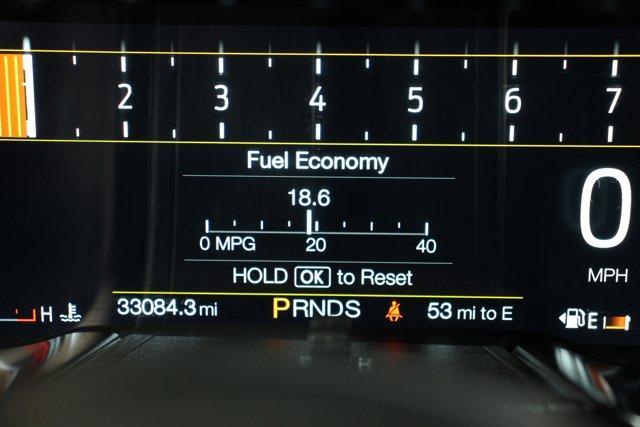 2 3 4 5 6 7
Fuel Economy
18.6
0 MPG 20 40
HOLD OK to Reset
0
MPH
H 33084.3 mi PRNDS 53 mi to E E